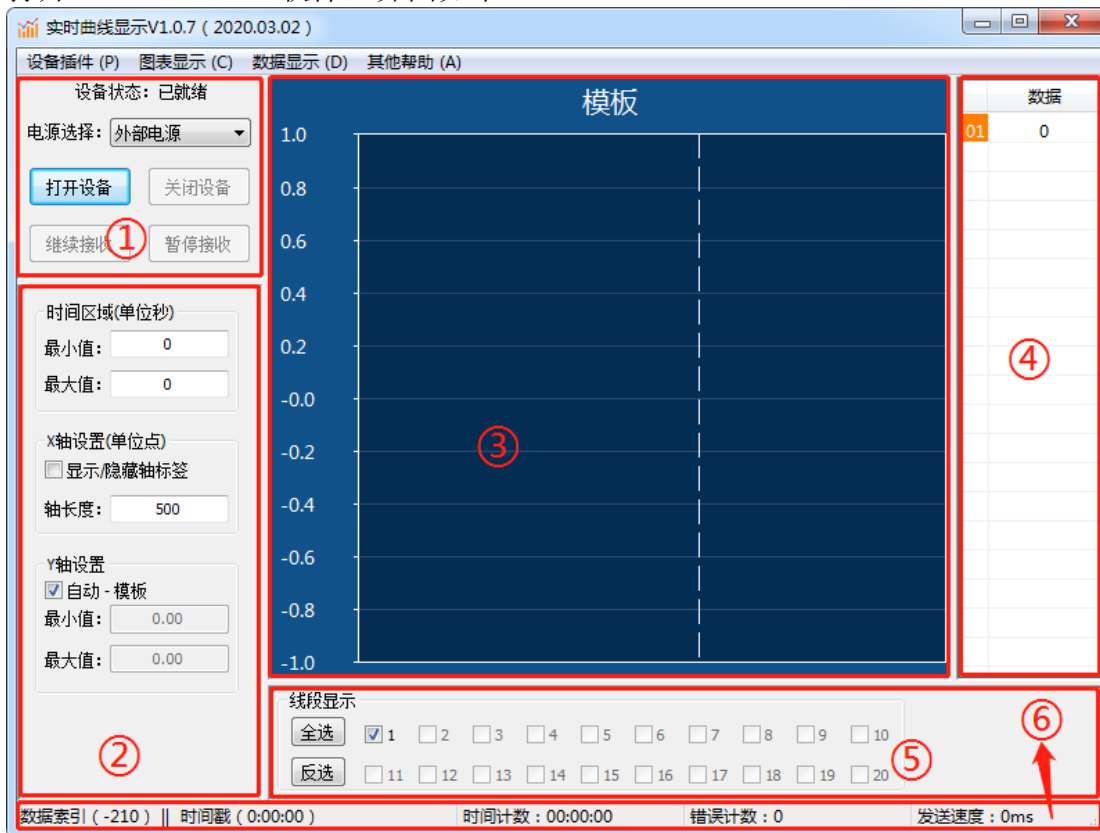 实时曲线显示V1.0.7 ( 2020.03.02 )
设备插件 (P) 图表显示 (C) 数据显示 (D) 其他帮助 (A)
设备状态：已就绪
电源选择： 外部电源
打开设备 关闭设备
继续接收 暂停接收
①
时间区域(单位秒)
最小值： 0
最大值： 0
X轴设置(单位点)
显示/隐藏轴标签
轴长度： 500
Y轴设置
自动 - 模板
最小值： 0.00
最大值： 0.00
②
模板
1.0
0.8
0.6
0.4
0.2
-0.0
-0.2
-0.4
-0.6
-0.8
-1.0
③
数据
01 0
④
线段显示
全选 1 2 3 4 5 6 7 8 9 10
反选 11 12 13 14 15 16 17 18 19 20
⑤
⑥
数据索引 ( -210 ) || 时间戳 ( 0:00:00 ) 时间计数：00:00:00 错误计数：0 发送速度：0ms